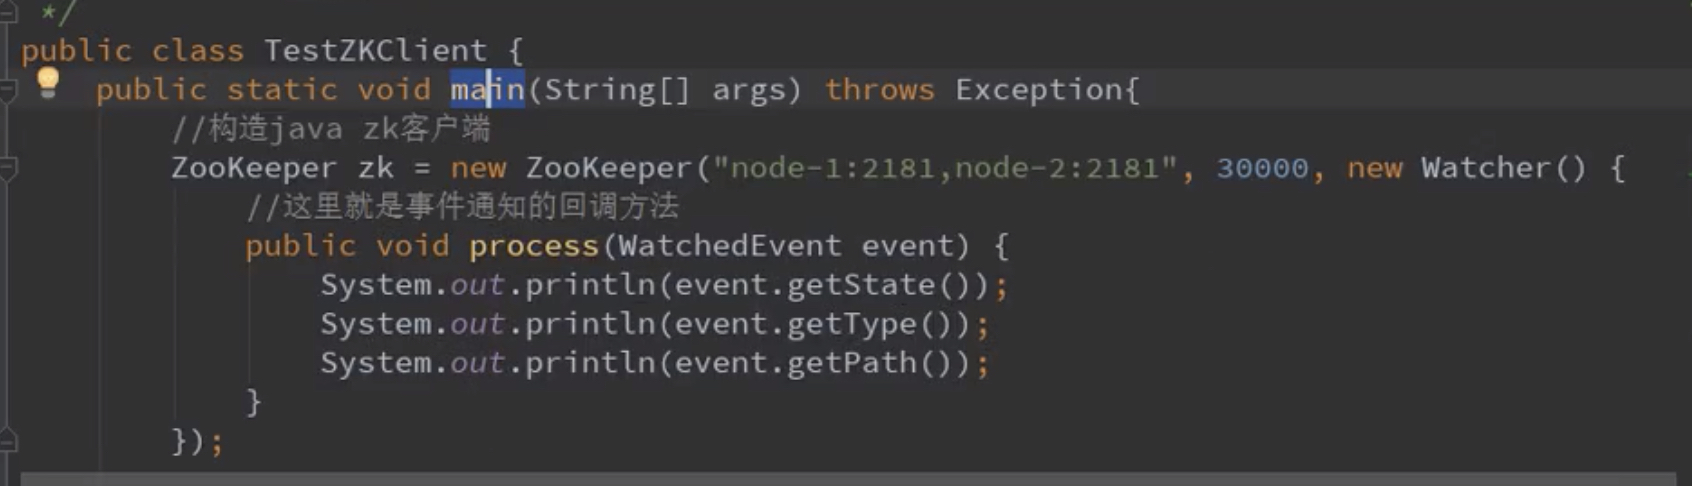 */
public class TestZKClient {
public static void main(String[] args) throws Exception{
//构造java zk客户端
ZooKeeper zk = new ZooKeeper("node-1:2181,node-2:2181", 30000, new Watcher() {
//这里就是事件通知的回调方法
public void process(WatchedEvent event) {
System.out.println(event.getState());
System.out.println(event.getType());
System.out.println(event.getPath());
}
});